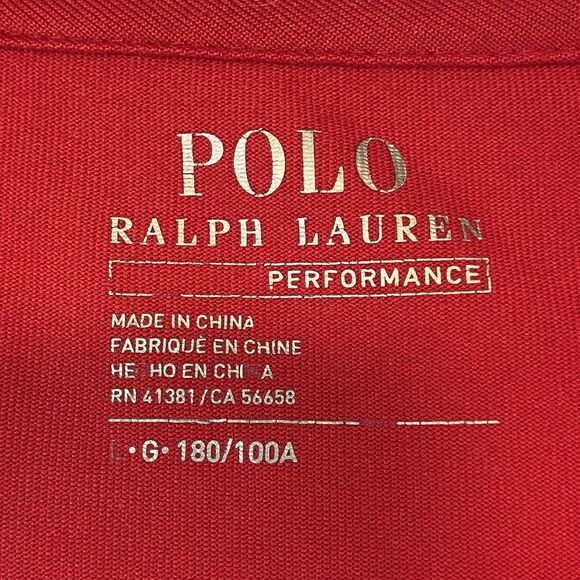 POLO
RALPH LAUREN
PERFORMANCE
MADE IN CHINA
FABRIQUÉ EN CHINE
EN
RN 41381/CA 56658
L•G•180/100A